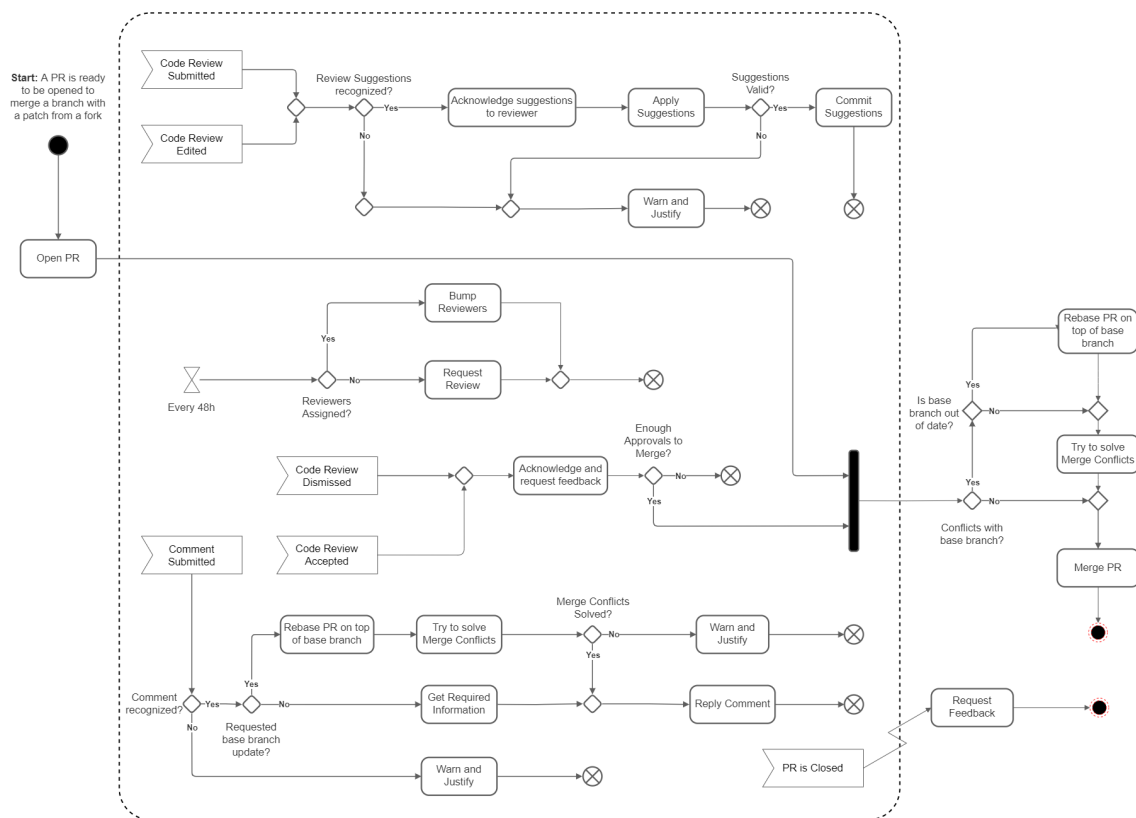 Start: A PR is ready
to be opened to
merge a branch with
a patch from a fork
Open PR
Code Review
Submitted
Code Review
Edited
Review Suggestions
recognized?
Yes
No
Acknowledge suggestions
to reviewer
Apply
Suggestions
Suggestions
Valid?
Yes
No
Commit
Suggestions
Warn and
Justify
Every 48h
Reviewers
Assigned?
Yes
No
Bump
Reviewers
Request
Review
Code Review
Dismissed
Code Review
Accepted
Acknowledge and
request feedback
Enough
Approvals to
Merge?
No
Yes
Comment
Submitted
Comment
recognized?
Yes
No
Requested
base branch
update?
Yes
No
Rebase PR on top
of base branch
Try to solve
Merge Conflicts
Merge Conflicts
Solved?
No
Yes
Warn and
Justify
Get Required
Information
Reply Comment
Warn and
Justify
PR is Closed
Request
Feedback
Conflicts with
base branch?
Yes
No
Is base
branch out
of date?
Yes
No
Rebase PR on
top of base
branch
Try to solve
Merge Conflicts
Merge PR